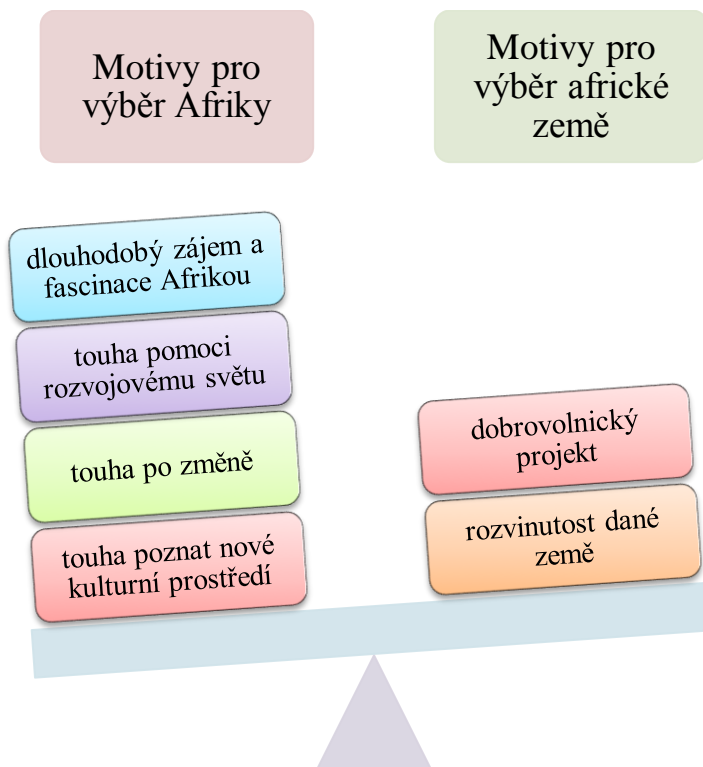 Motivy pro
výběr Afriky
Motivy pro
výběr africké
země
dlouhodobý zájem a
fascinace Afrikou
touha pomoci
rozvojovému světu
touha po změně
touha poznat nové
kulturní prostředí
dobrovolnický
projekt
rozvinutost dané
země